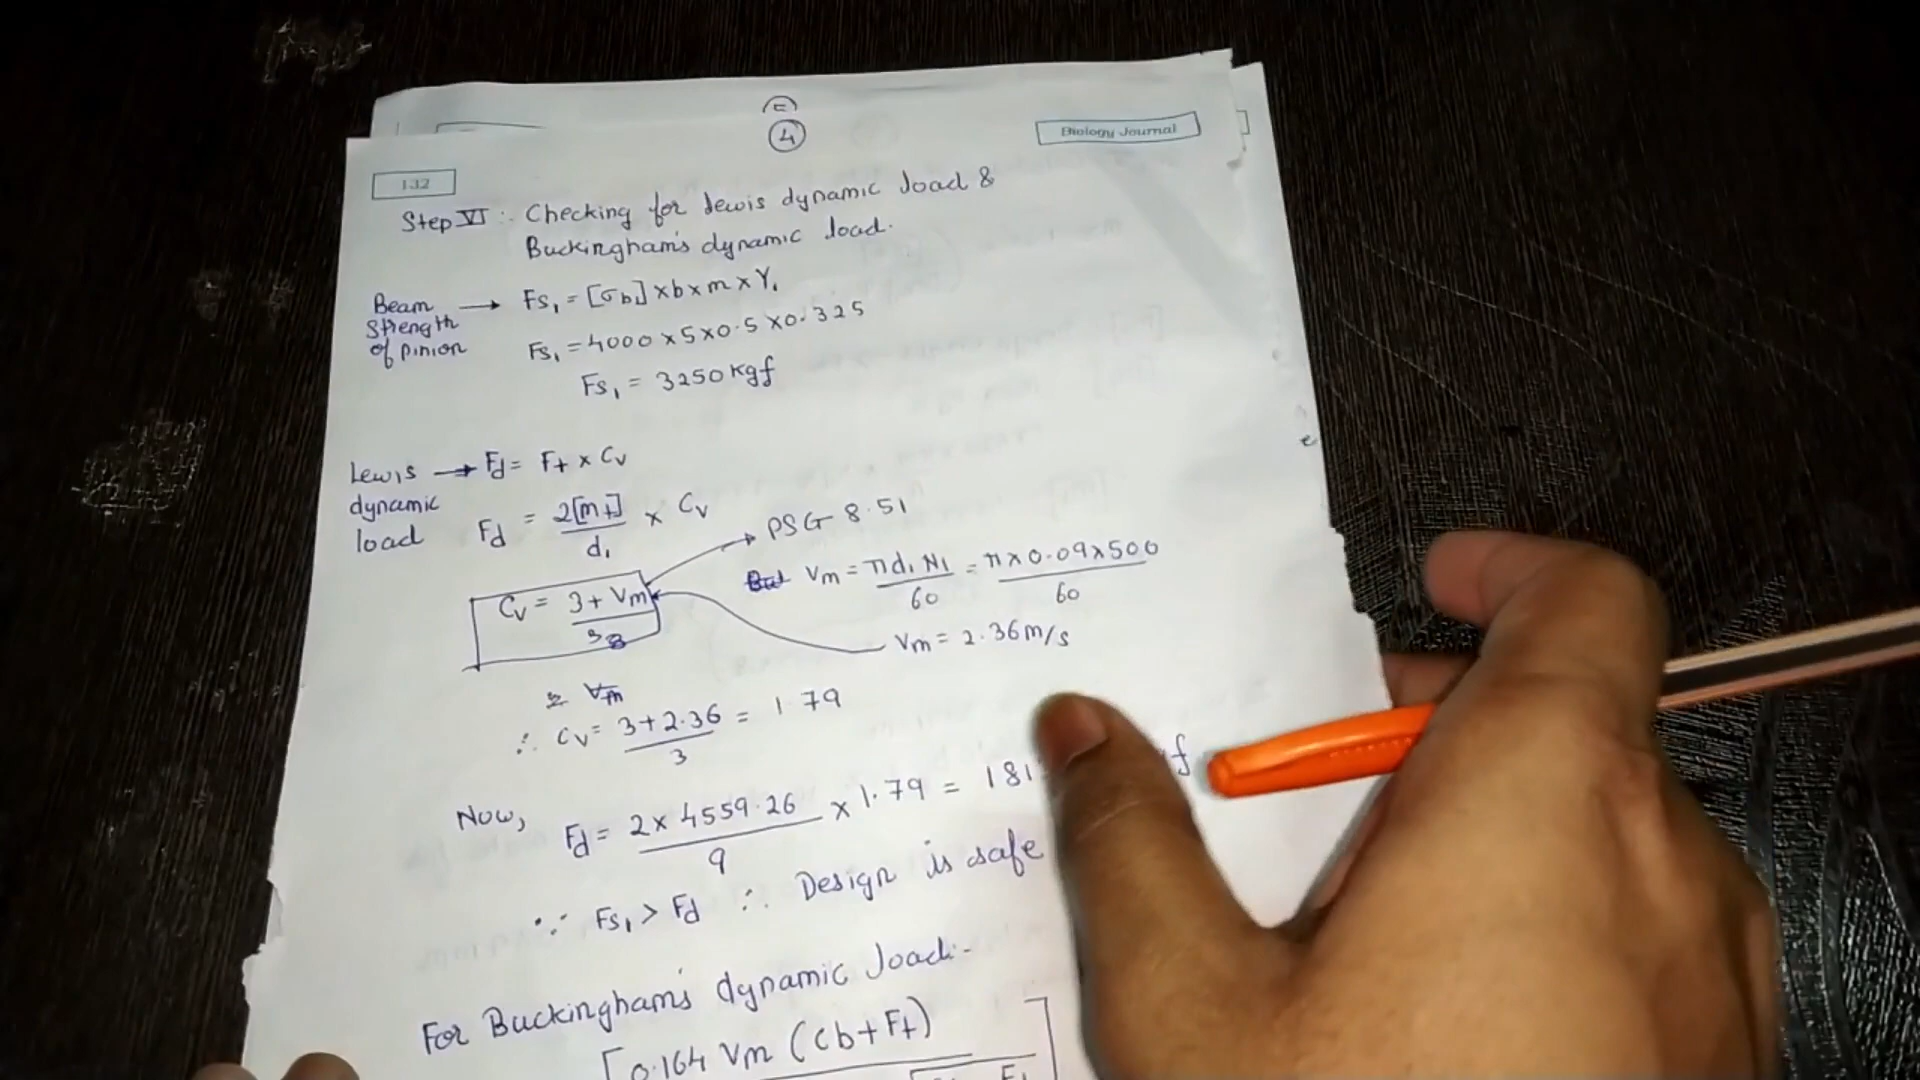 4
Biology Journal
132
Step VI :- Checking for Lewis dynamic load &
Buckingham's dynamic load.
Beam strength of pinion → Fs₁ = [σb₁] x b x m x Y₁
Fs₁ = 4000 x 5 x 0.5 x 0.325
Fs₁ = 3250 kgf
Lewis dynamic load → Fd = Ft x Cv
Fd = 2[mt] / d₁ x Cv
→ PSG 8.51
Cv = 3 + Vm / 3
But Vm = πd₁N₁ / 60 = π x 0.09 x 500 / 60
Vm = 2.36 m/s
∴ Cv = 3 + 2.36 / 3 = 1.79
Now, Fd = 2 x 4559.26 / 9 x 1.79 = 181
∵ Fs₁ > Fd ∴ Design is safe
For Buckingham's dynamic load:-
[0.164 Vm (Cb + Ft)